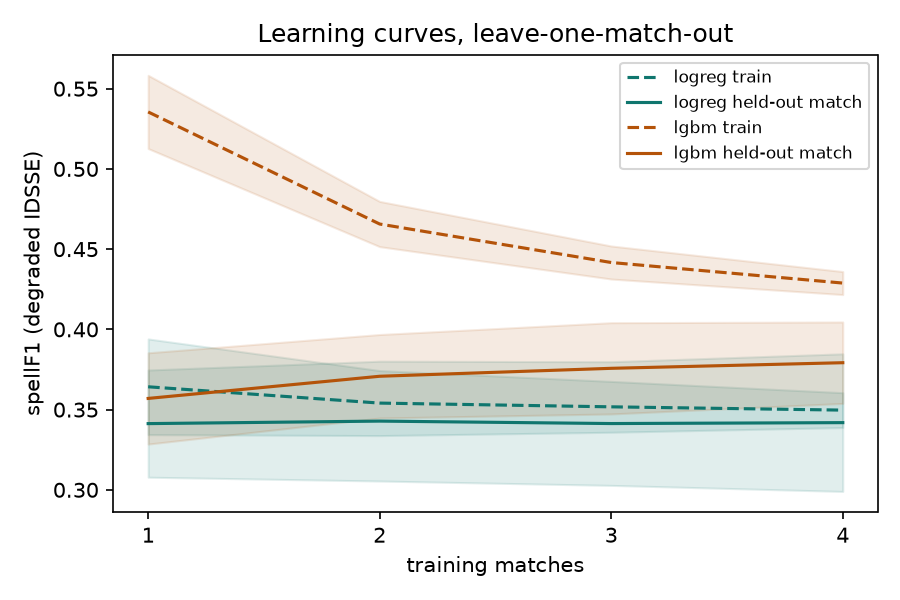 Learning curves, leave-one-match-out
logreg train
logreg held-out match
lgbm train
lgbm held-out match
spellF1 (degraded IDSSE)
0.55
0.50
0.45
0.40
0.35
0.30
1 2 3 4
training matches